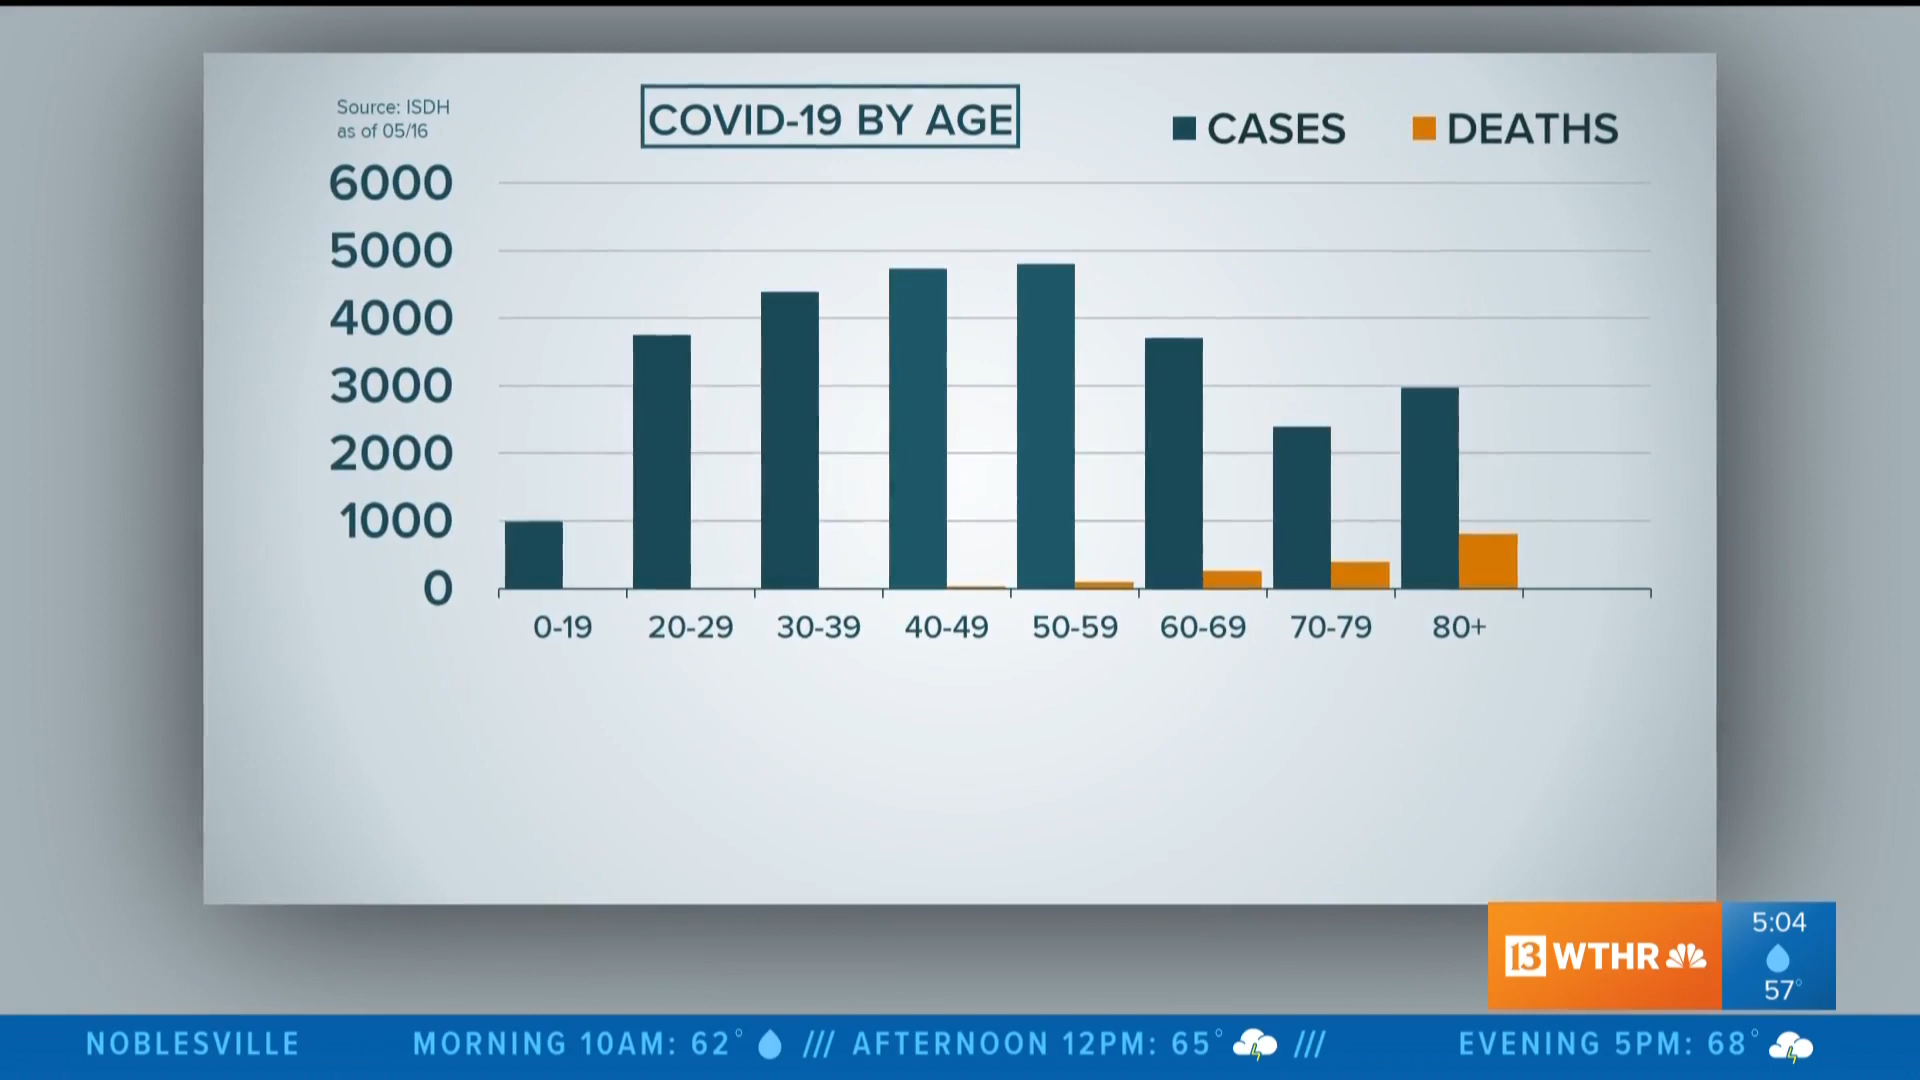 Source: ISDH
as of 05/16
COVID-19 BY AGE
CASES
DEATHS
6000
5000
4000
3000
2000
1000
0
0-19
20-29
30-39
40-49
50-59
60-69
70-79
80+
13 WTHR
5:04
57°
NOBLESVILLE
MORNING 10AM: 62° /// AFTERNOON 12PM: 65° ///
EVENING 5PM: 68°